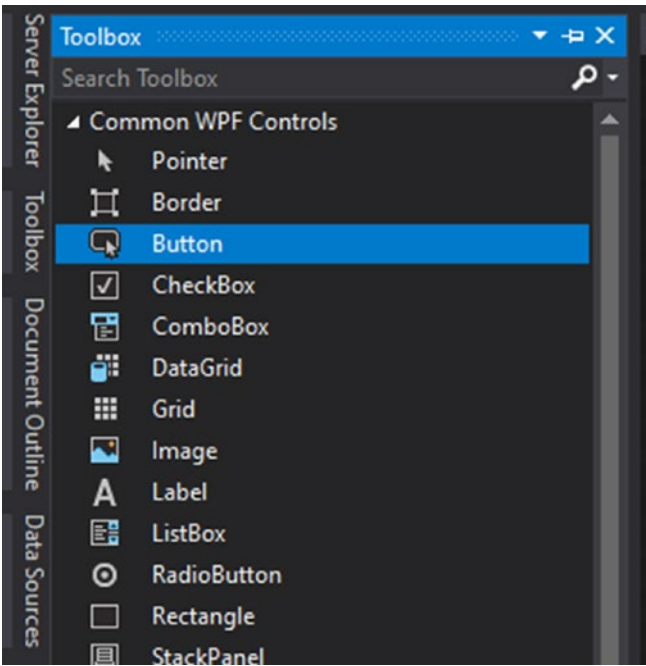 Server Explorer
Toolbox
Document Outline
Data Sources
Toolbox
Search Toolbox
Common WPF Controls
Pointer
Border
Button
CheckBox
ComboBox
DataGrid
Grid
Image
Label
ListBox
RadioButton
Rectangle
StackPanel